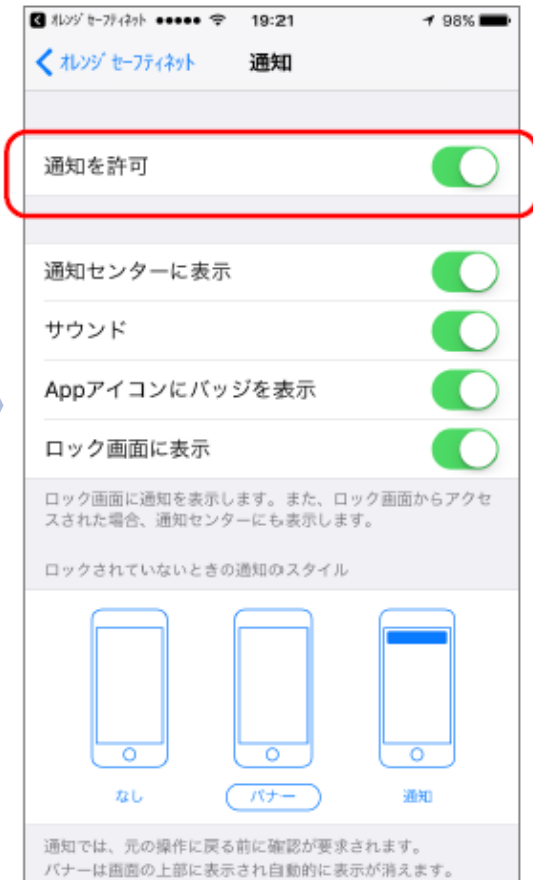 オレンジ セーフティネット 19:21 98%
オレンジ セーフティネット 通知
通知を許可
通知センターに表示
サウンド
Appアイコンにバッジを表示
ロック画面に表示
ロック画面に通知を表示します。また、ロック画面からアクセ
スされた場合、通知センターにも表示します。
ロックされていないときの通知のスタイル
なし バナー 通知
通知では、元の操作に戻る前に確認が要求されます。
バナーは画面の上部に表示され自動的に表示が消えます。